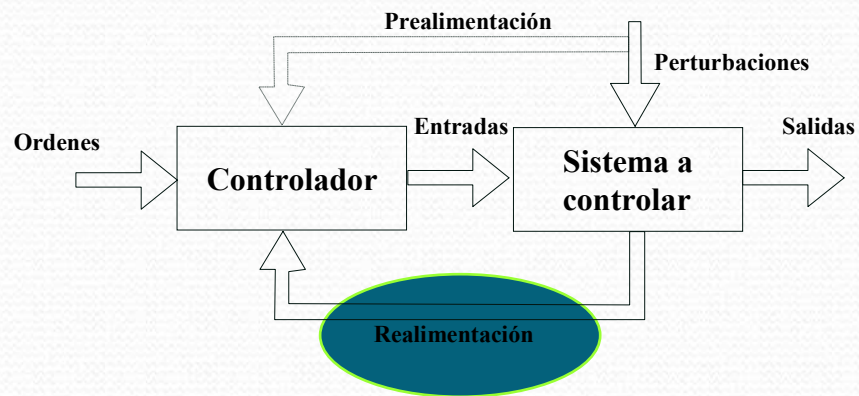 Prealimentación
Perturbaciones
Ordenes
Entradas
Salidas
Controlador
Sistema a
controlar
Realimentación